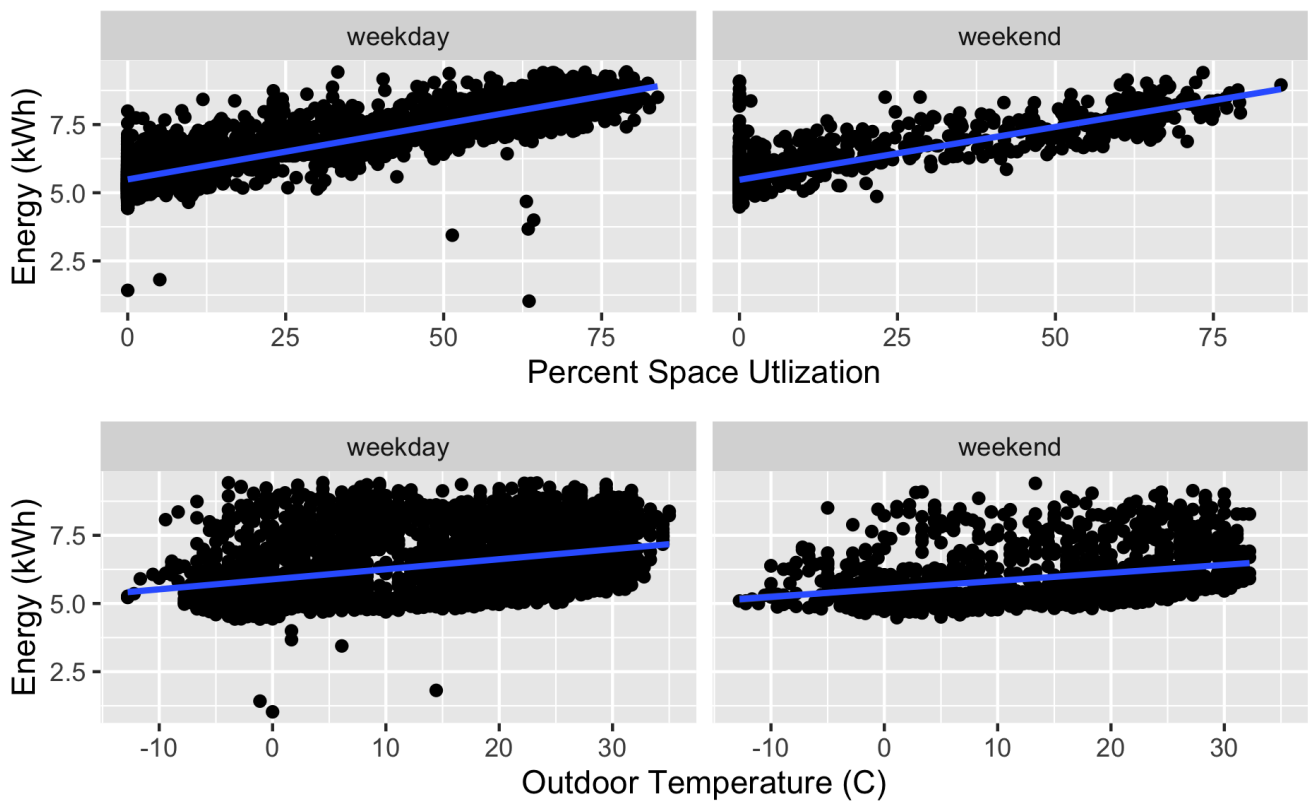 weekday weekend
Energy (kWh)
7.5
5.0
2.5
0 25 50 75 0 25 50 75
Percent Space Utlization
weekday weekend
Energy (kWh)
7.5
5.0
2.5
-10 0 10 20 30 -10 0 10 20 30
Outdoor Temperature (C)